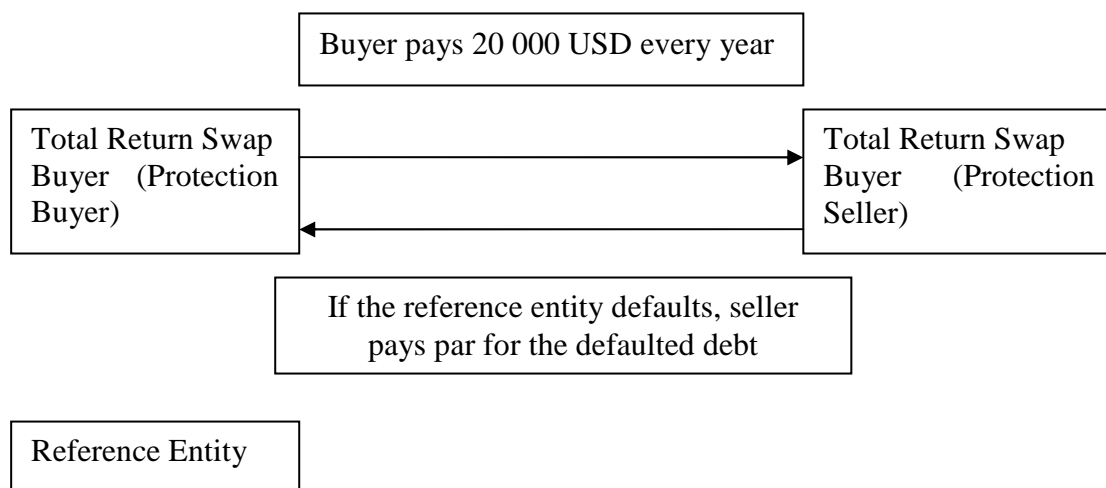 Buyer pays 20 000 USD every year
Total Return Swap
Buyer (Protection
Buyer)
Total Return Swap
Buyer (Protection
Seller)
If the reference entity defaults, seller
pays par for the defaulted debt
Reference Entity